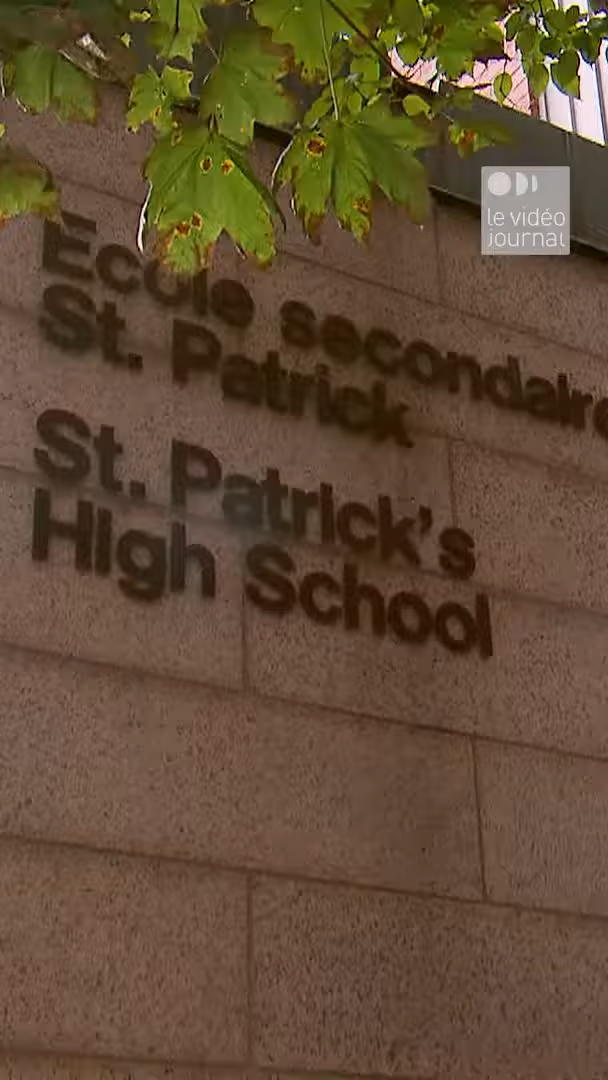 le vidéo
journal
École secondaire
St. Patrick
St. Patrick's
High School